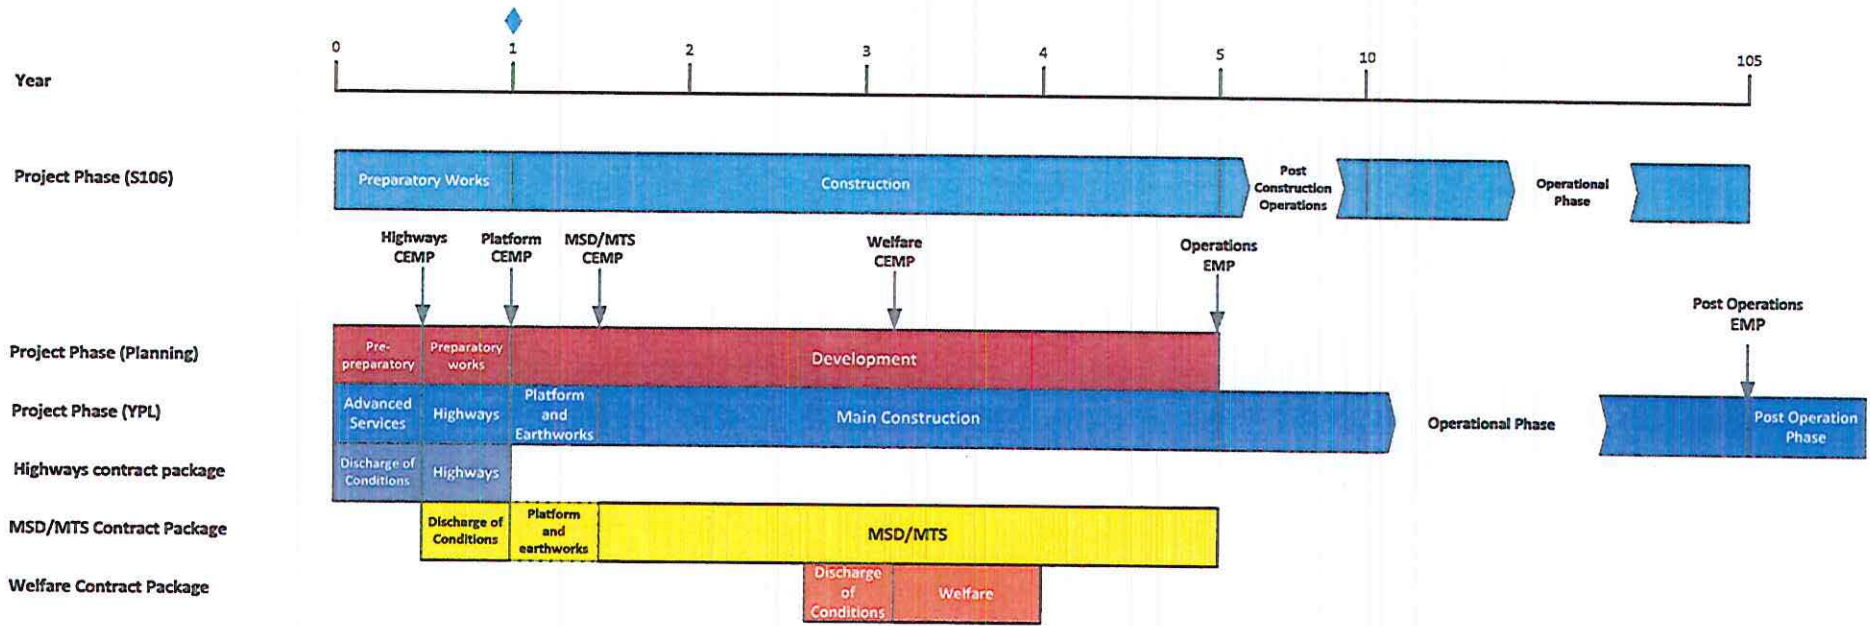 0 1 2 3 4 5 10 105
Year
Project Phase (S106)
Preparatory Works
Construction
Post
Construction
Operations
Operational
Phase
Highways
CEMP
Platform
CEMP
MSD/MTS
CEMP
Welfare
CEMP
Operations
EMP
Post Operations
EMP
Project Phase (Planning)
Pre-
preparatory
Preparatory
works
Development
Project Phase (YPL)
Advanced
Services
Highways
Platform
and
Earthworks
Main Construction
Operational Phase
Post Operation
Phase
Highways contract package
Discharge of
Conditions
Highways
MSD/MTS Contract Package
Discharge of
Conditions
Platform
and
earthworks
MSD/MTS
Welfare Contract Package
Discharge
of
Conditions
Welfare